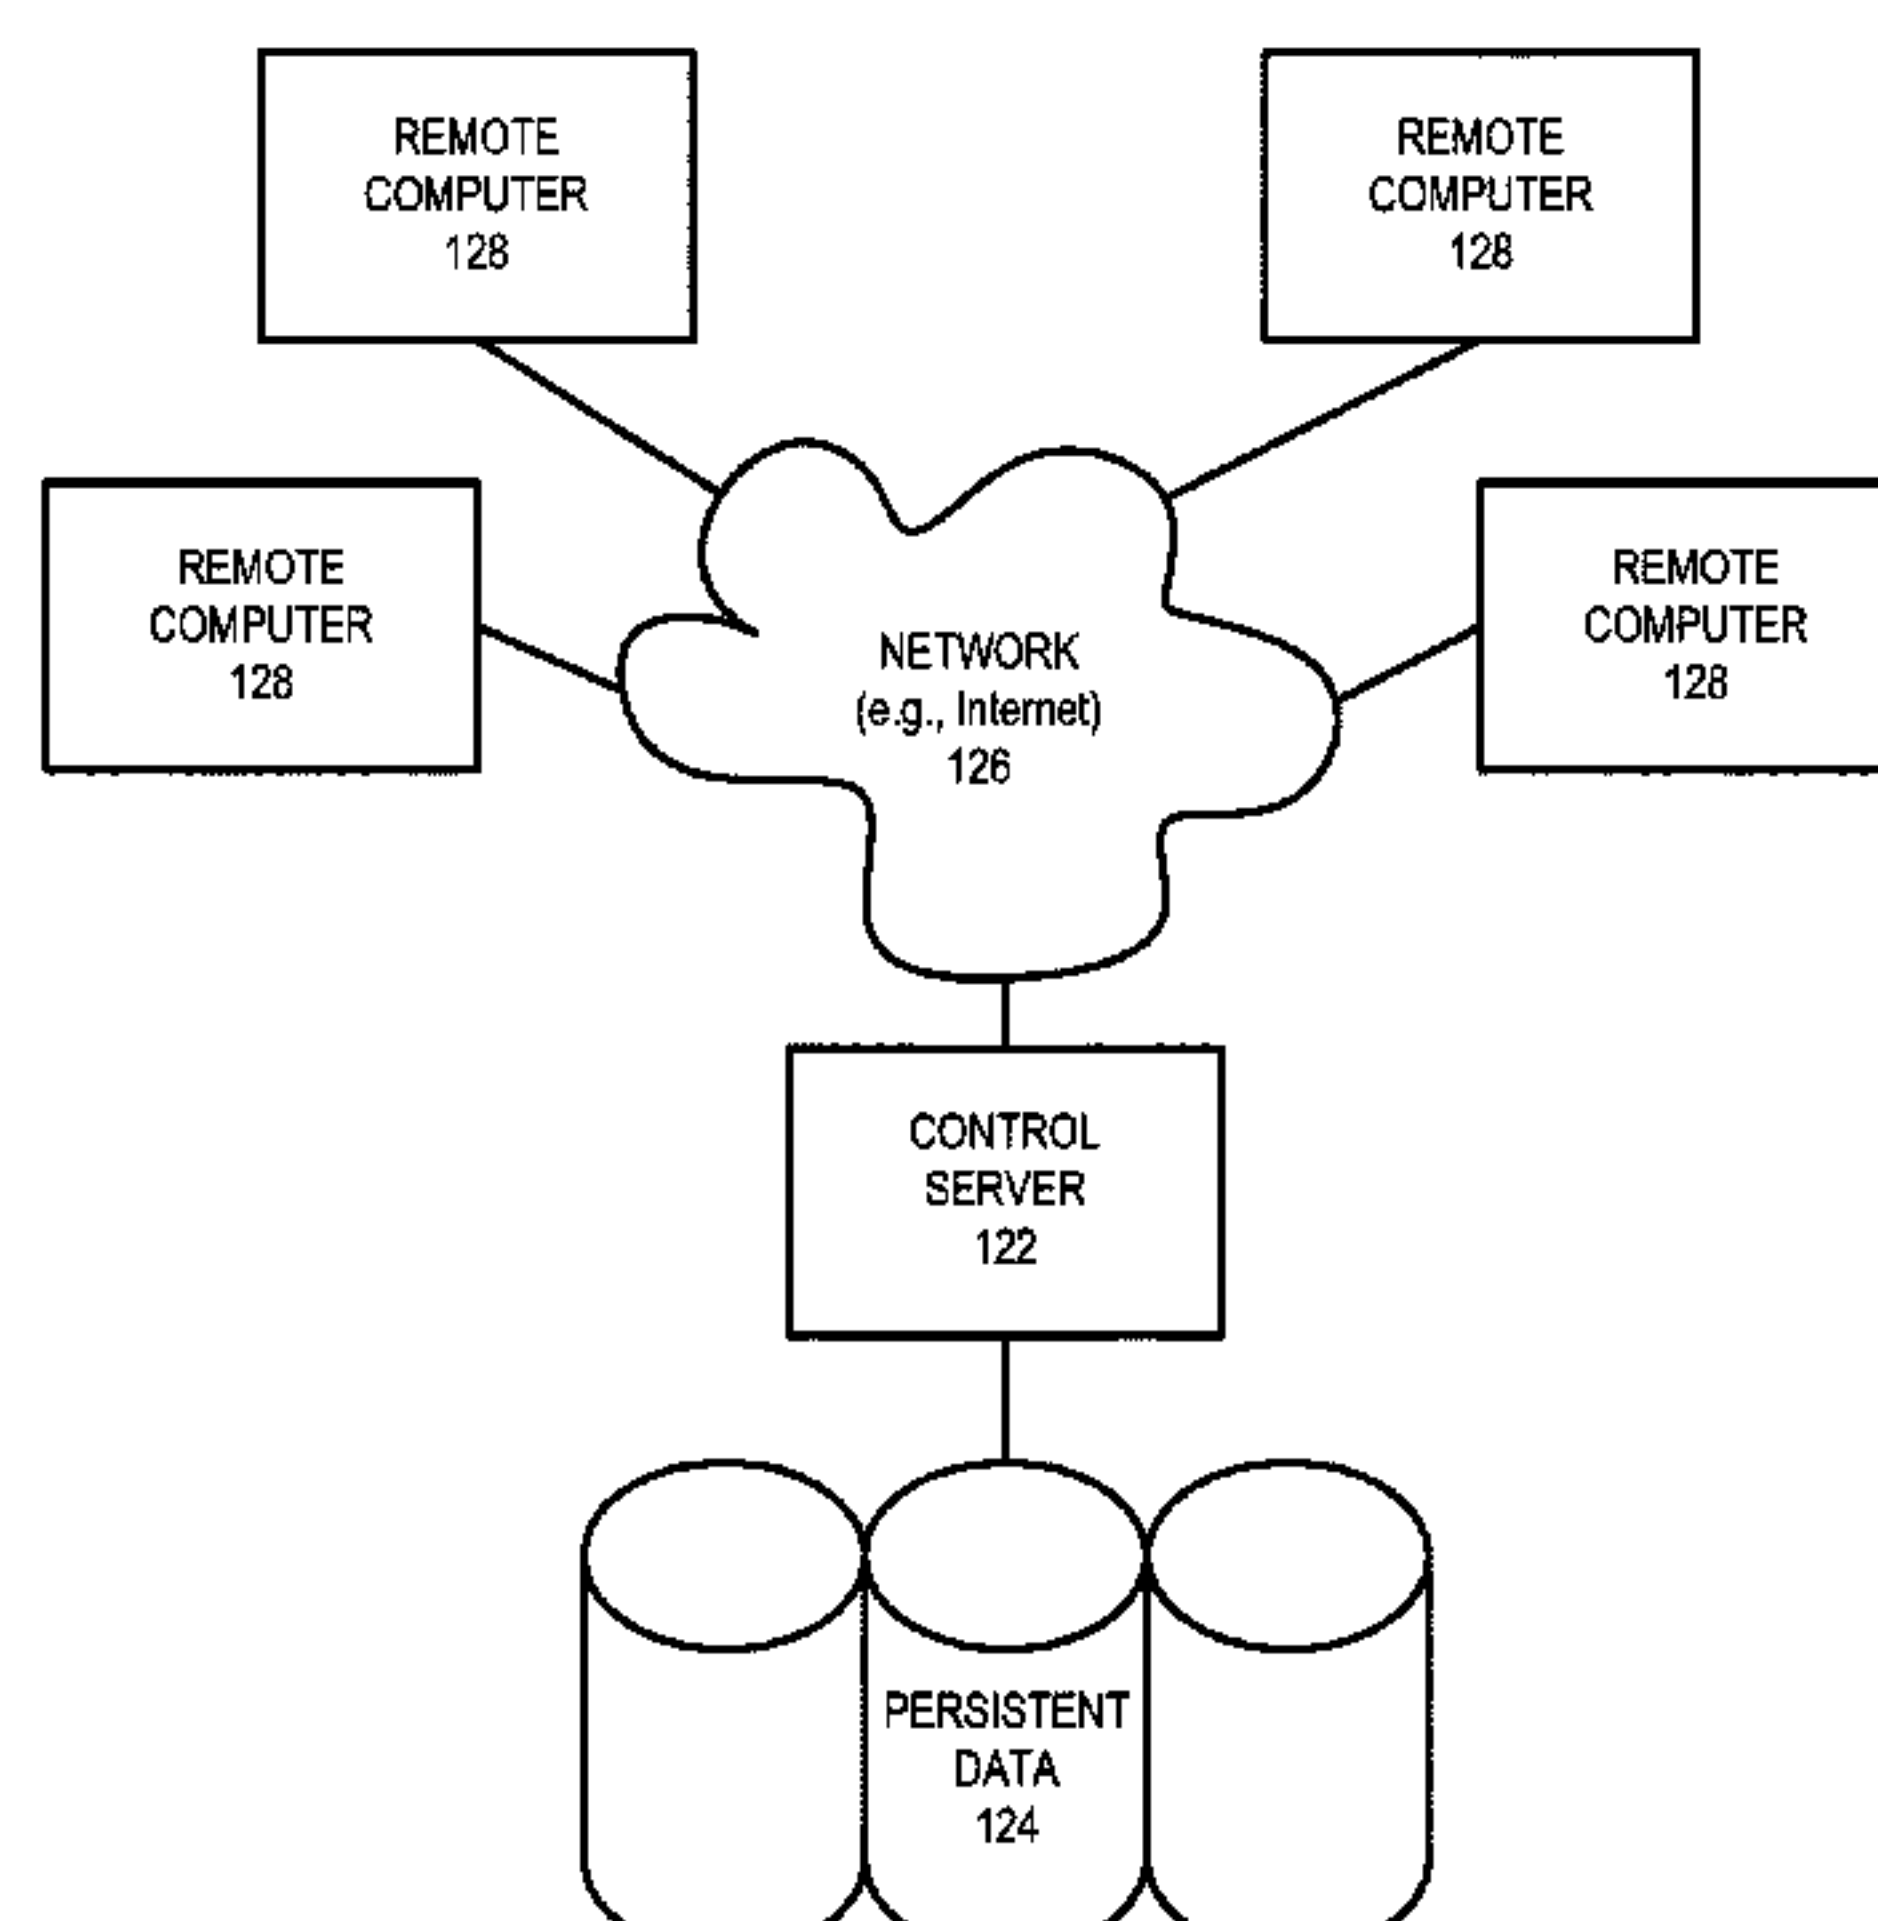 REMOTE
COMPUTER
128
REMOTE
COMPUTER
128
REMOTE
COMPUTER
128
NETWORK
(e.g., Internet)
126
REMOTE
COMPUTER
128
CONTROL
SERVER
122
PERSISTENT
DATA
124